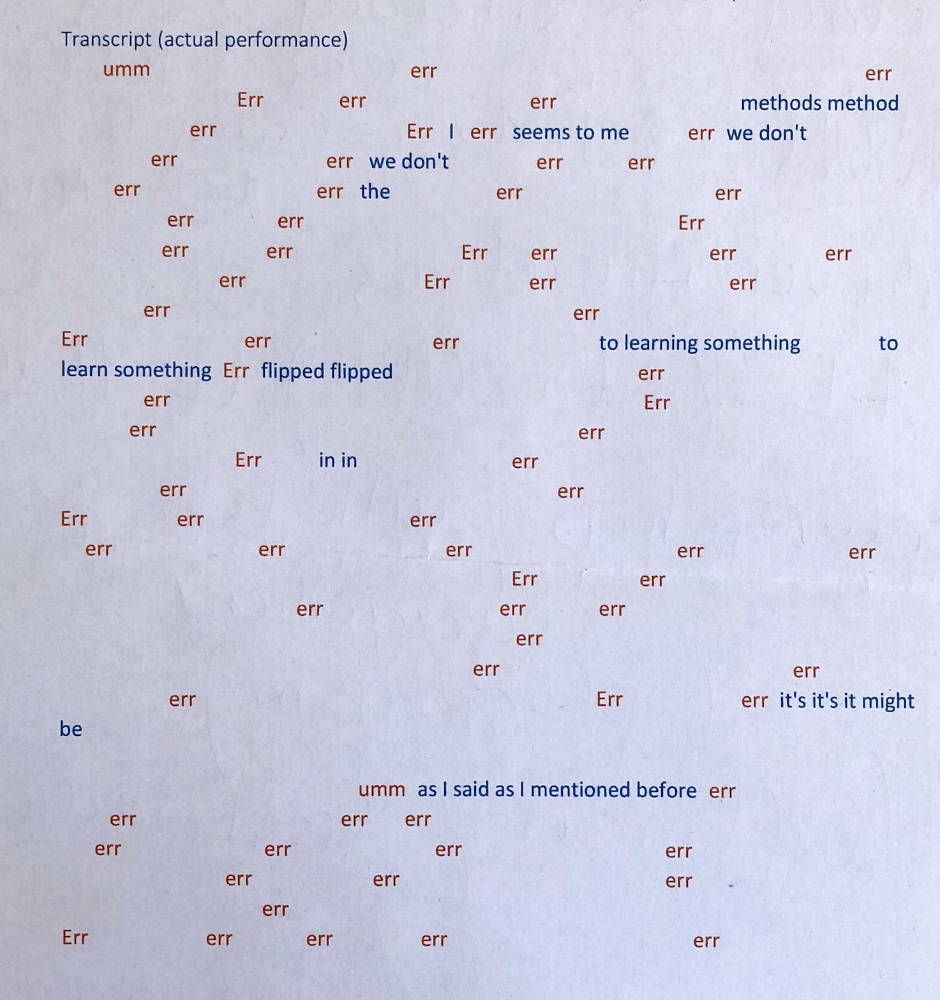 Transcript (actual performance)
umm err err
Err err err methods method
err Err I err seems to me err we don't
err err we don't err err
err err the err err
err err Err
err err Err err err err
err Err err err
err err
Err err err to learning something to
learn something Err flipped flipped err
err Err
err err
Err in in err
err err
Err err err
err err err err err
Err err
err err err
err
err err
err Err err it's it's it might
be
umm as I said as I mentioned before err
err err err
err err err err
err err err
err
Err err err err err